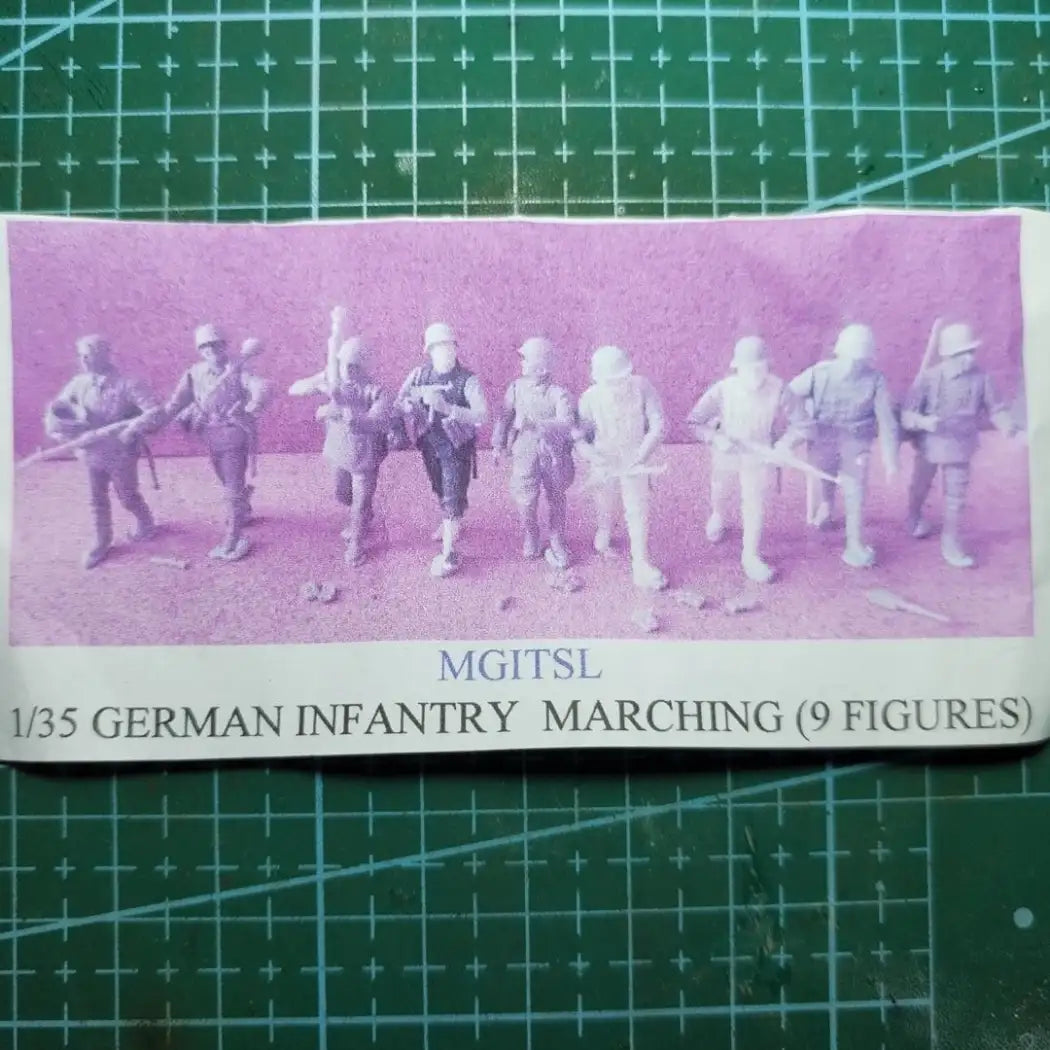 MGITSL
1/35 GERMAN INFANTRY MARCHING (9 FIGURES)